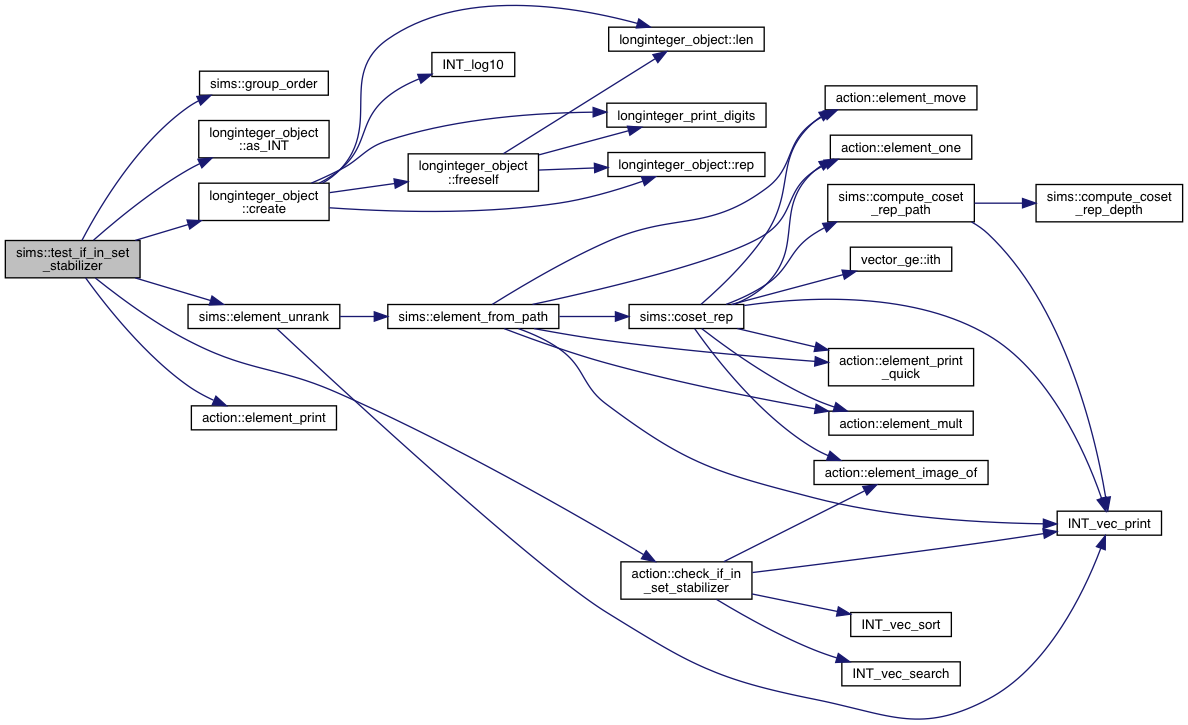 sims::test_if_in_set
_stabilizer
sims::group_order
longinteger_object
::as_INT
longinteger_object
::create
sims::element_unrank
action::element_print
INT_log10
longinteger_object
::freeself
sims::element_from_path
longinteger_object::len
longinteger_print_digits
longinteger_object::rep
sims::coset_rep
action::check_if_in
_set_stabilizer
action::element_move
action::element_one
sims::compute_coset
_rep_path
vector_ge::ith
action::element_print
_quick
action::element_mult
action::element_image_of
INT_vec_sort
INT_vec_search
sims::compute_coset
_rep_depth
INT_vec_print